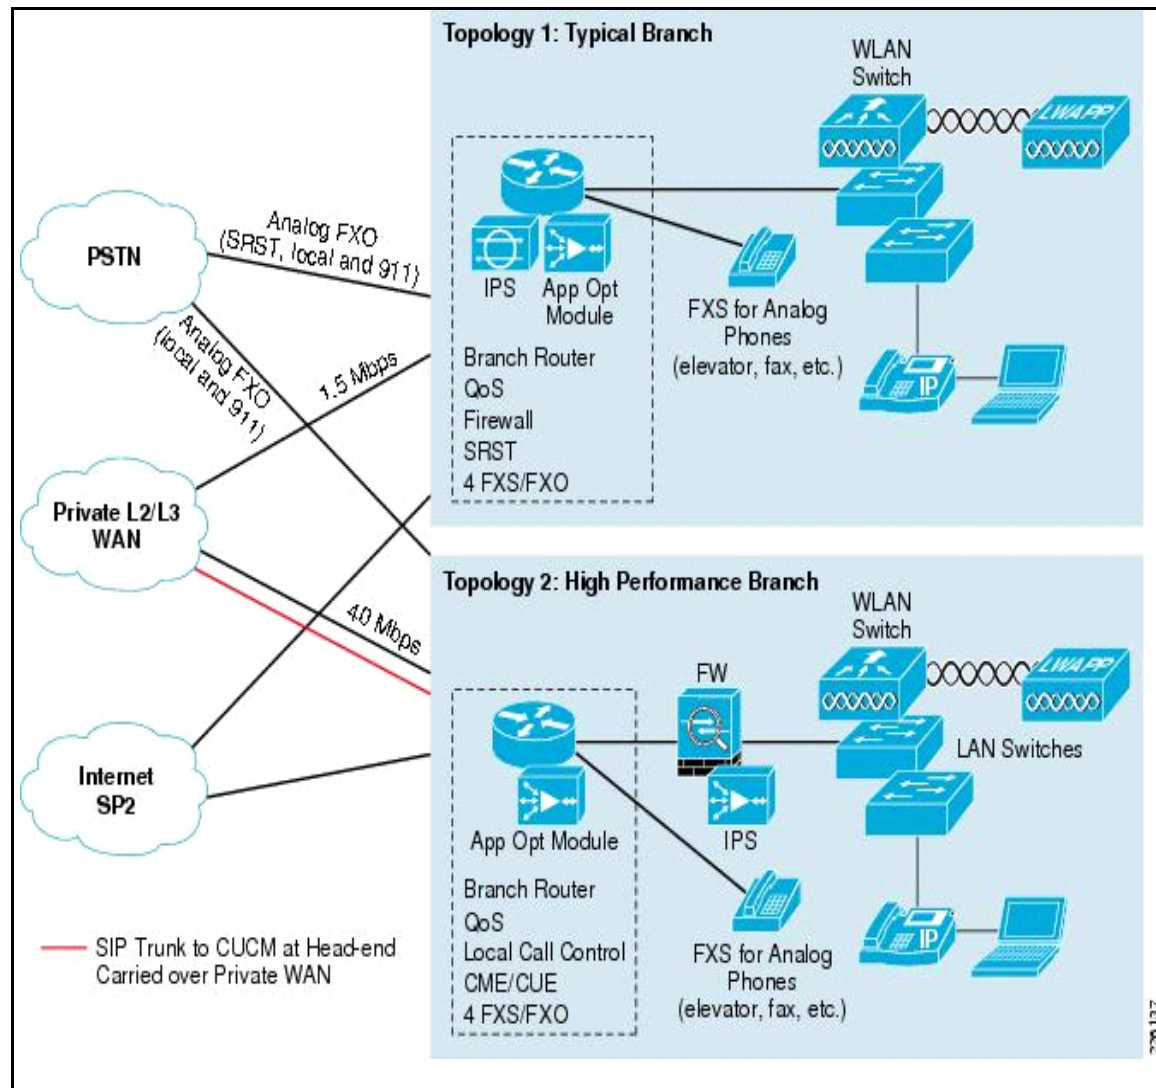 Topology 1: Typical Branch
WLAN
Switch
LWAPP
PSTN
Analog FXO
(SRST, local and 911)
IPS
App Opt
Module
FXS for Analog
Phones
(elevator, fax, etc.)
IP
Branch Router
QoS
Firewall
SRST
4 FXS/FXO
Analog FXO
(local and 911)
1.5 Mbps
Private L2/L3
WAN
40 Mbps
Topology 2: High Performance Branch
WLAN
Switch
LWAPP
FW
LAN Switches
Internet
SP2
App Opt Module
IPS
Branch Router
QoS
Local Call Control
CME/CUE
4 FXS/FXO
FXS for Analog
Phones
(elevator, fax, etc.)
IP
SIP Trunk to CUCM at Head-end
Carried over Private WAN